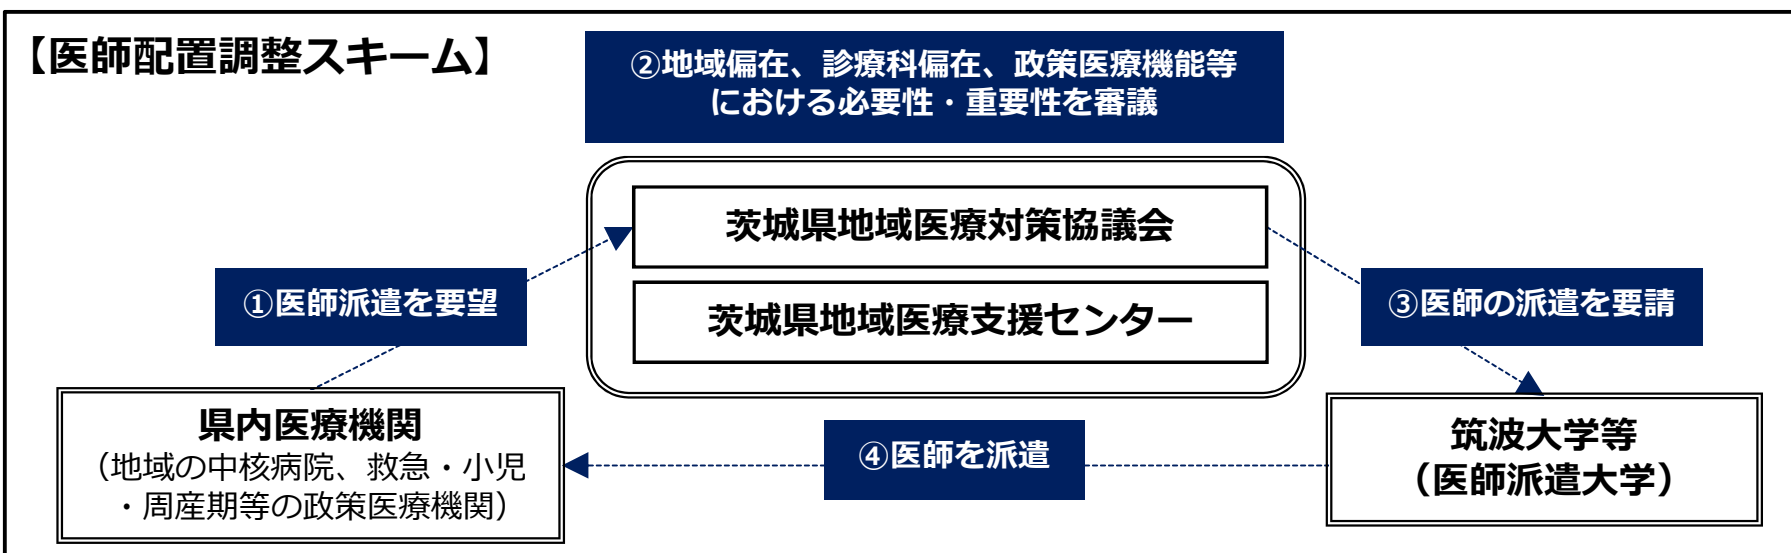 【医師配置調整スキーム】
②地域偏在、診療科偏在、政策医療機能等
における必要性・重要性を審議
茨城県地域医療対策協議会
茨城県地域医療支援センター
①医師派遣を要望
③医師の派遣を要請
県内医療機関
（地域の中核病院、救急・小児
・周産期等の政策医療機関）
④医師を派遣
筑波大学等
（医師派遣大学）